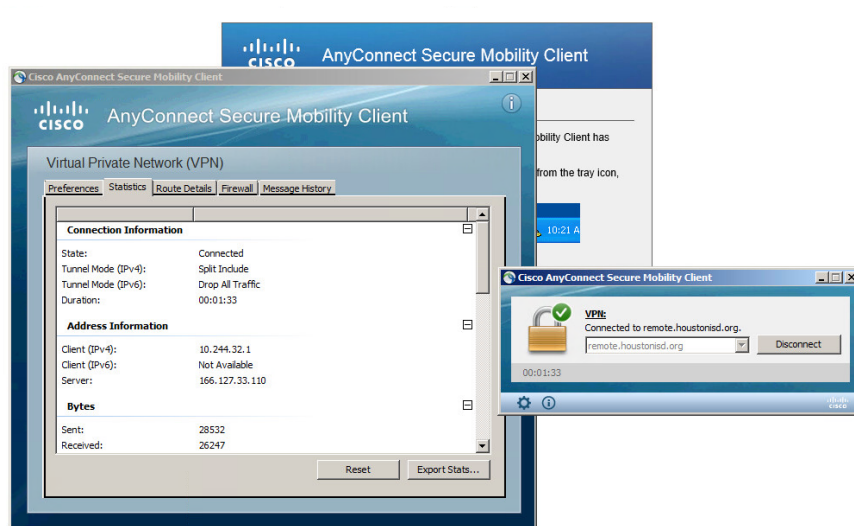 CISCO
AnyConnect Secure Mobility Client
Cisco AnyConnect Secure Mobility Client
CISCO
AnyConnect Secure Mobility Client
obility Client has
from the tray icon,
10:21 A
Virtual Private Network (VPN)
Preferences Statistics Route Details Firewall Message History
Connection Information
State: Connected
Tunnel Mode (IPv4): Split Include
Tunnel Mode (IPv6): Drop All Traffic
Duration: 00:01:33
Address Information
Client (IPv4): 10.244.32.1
Client (IPv6): Not Available
Server: 166.127.33.110
Bytes
Sent: 28532
Received: 26247
Reset Export Stats...
Cisco AnyConnect Secure Mobility Client
VPN:
Connected to remote.houstonisd.org.
remote.houstonisd.org Disconnect
00:01:33
CISCO